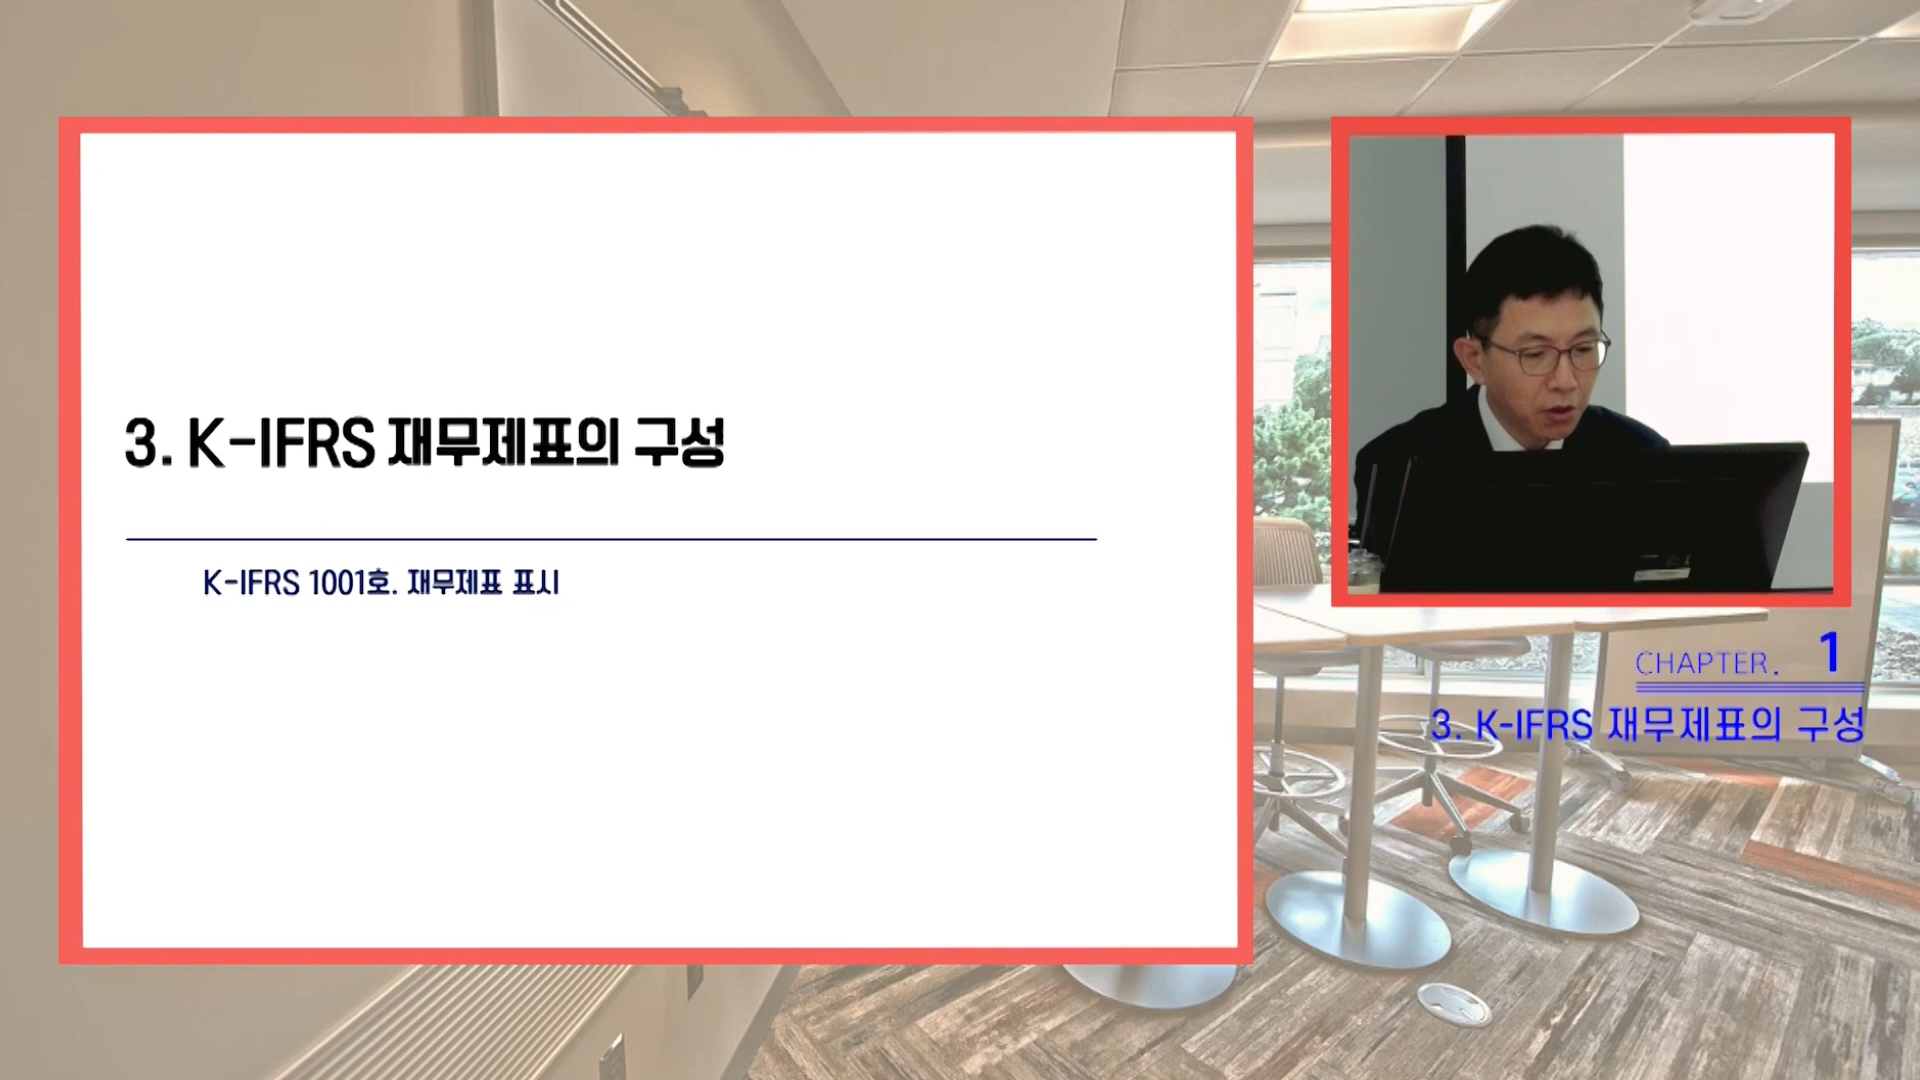 3. K-IFRS 재무제표의 구성
K-IFRS 1001호. 재무제표 표시
CHAPTER. 1
3. K-IFRS 재무제표의 구성